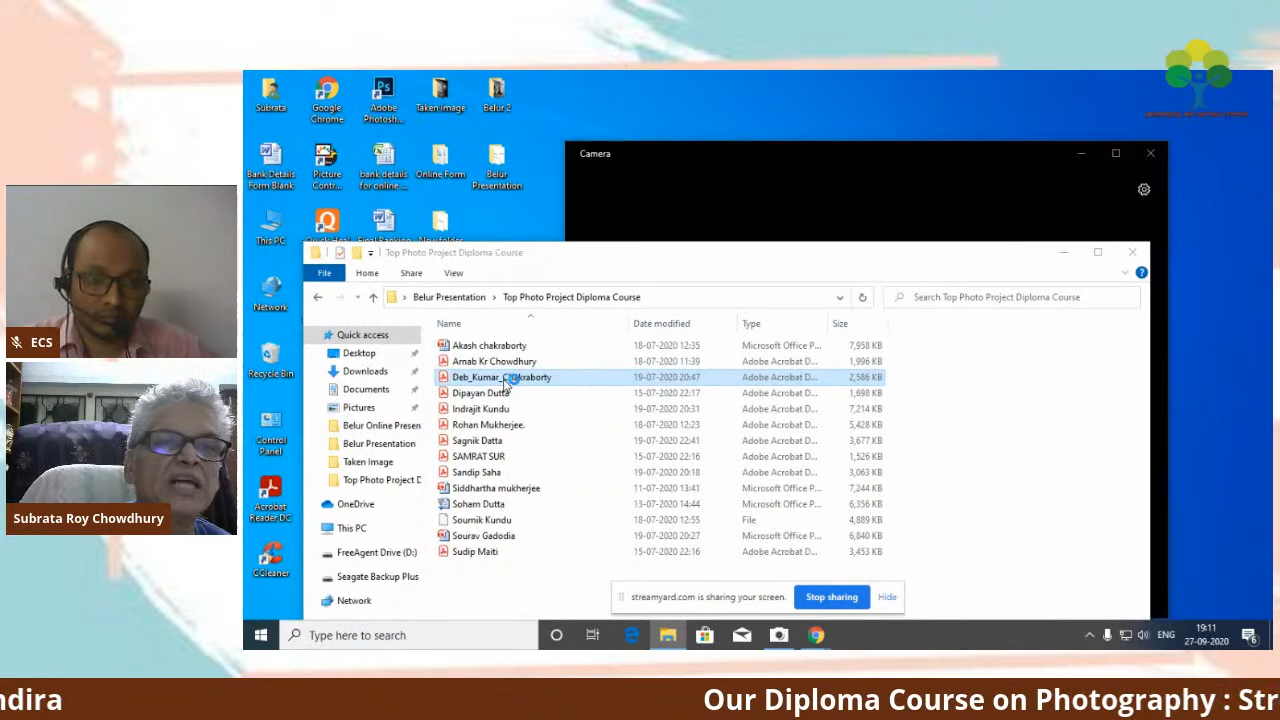 Subrata
Google
Chrome
Adobe
Photosh...
Taken Image
Belur 2
Bank Details
Form Blank
Picture
Contr...
bank details
for online ...
Online Form
Belur
Presentation
This PC
Quick Heal
Final Ranking
New folder
Network
Recycle Bin
Control
Panel
Acrobat
Reader DC
CCleaner
Camera
Top Photo Project Diploma Course
File
Home
Share
View
Belur Presentation > Top Photo Project Diploma Course
Search Top Photo Project Diploma Course
Name Date modified Type Size
Akash chakraborty 18-07-2020 12:35 Microsoft Office P... 7,958 KB
Arnab Kr Chowdhury 18-07-2020 11:39 Adobe Acrobat D... 1,996 KB
Deb_Kumar_Chakraborty 19-07-2020 20:47 Adobe Acrobat D... 2,586 KB
Dipayan Dutta 15-07-2020 22:17 Adobe Acrobat D... 1,698 KB
Indrajit Kundu 19-07-2020 20:31 Adobe Acrobat D... 7,214 KB
Rohan Mukherjee. 18-07-2020 12:23 Adobe Acrobat D... 5,428 KB
Sagnik Datta 19-07-2020 22:41 Adobe Acrobat D... 3,677 KB
SAMRAT SUR 15-07-2020 22:16 Adobe Acrobat D... 1,526 KB
Sandip Saha 19-07-2020 20:18 Adobe Acrobat D... 3,063 KB
Siddhartha mukherjee 11-07-2020 13:41 Microsoft Office P... 7,244 KB
Soham Dutta 13-07-2020 14:44 Microsoft Office P... 6,356 KB
Soumik Kundu 18-07-2020 12:55 File 4,889 KB
Sourav Gadodia 19-07-2020 20:27 Microsoft Office P... 6,840 KB
Sudip Maiti 15-07-2020 22:16 Adobe Acrobat D... 3,453 KB
Quick access
Desktop
Downloads
Documents
Pictures
Belur Online Presen
Belur Presentation
Taken Image
Top Photo Project D
OneDrive
This PC
FreeAgent Drive (D:)
Seagate Backup Plus
Network
streamyard.com is sharing your screen.
Stop sharing
Hide
Type here to search
ENG
19:11
27-09-2020
6
ECS
Subrata Roy Chowdhury
ndira
Our Diploma Course on Photography : Str